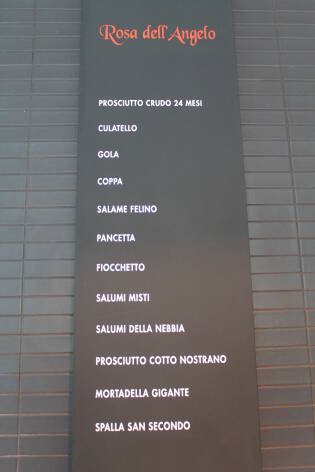 Rosa dell'Angelo
PROSCIUTTO CRUDO 24 MESI
CULATELLO
GOLA
COPPA
SALAME FELINO
PANCETTA
FIOCCHETTO
SALUMI MISTI
SALUMI DELLA NEBBIA
PROSCIUTTO COTTO NOSTRANO
MORTADELLA GIGANTE
SPALLA SAN SECONDO